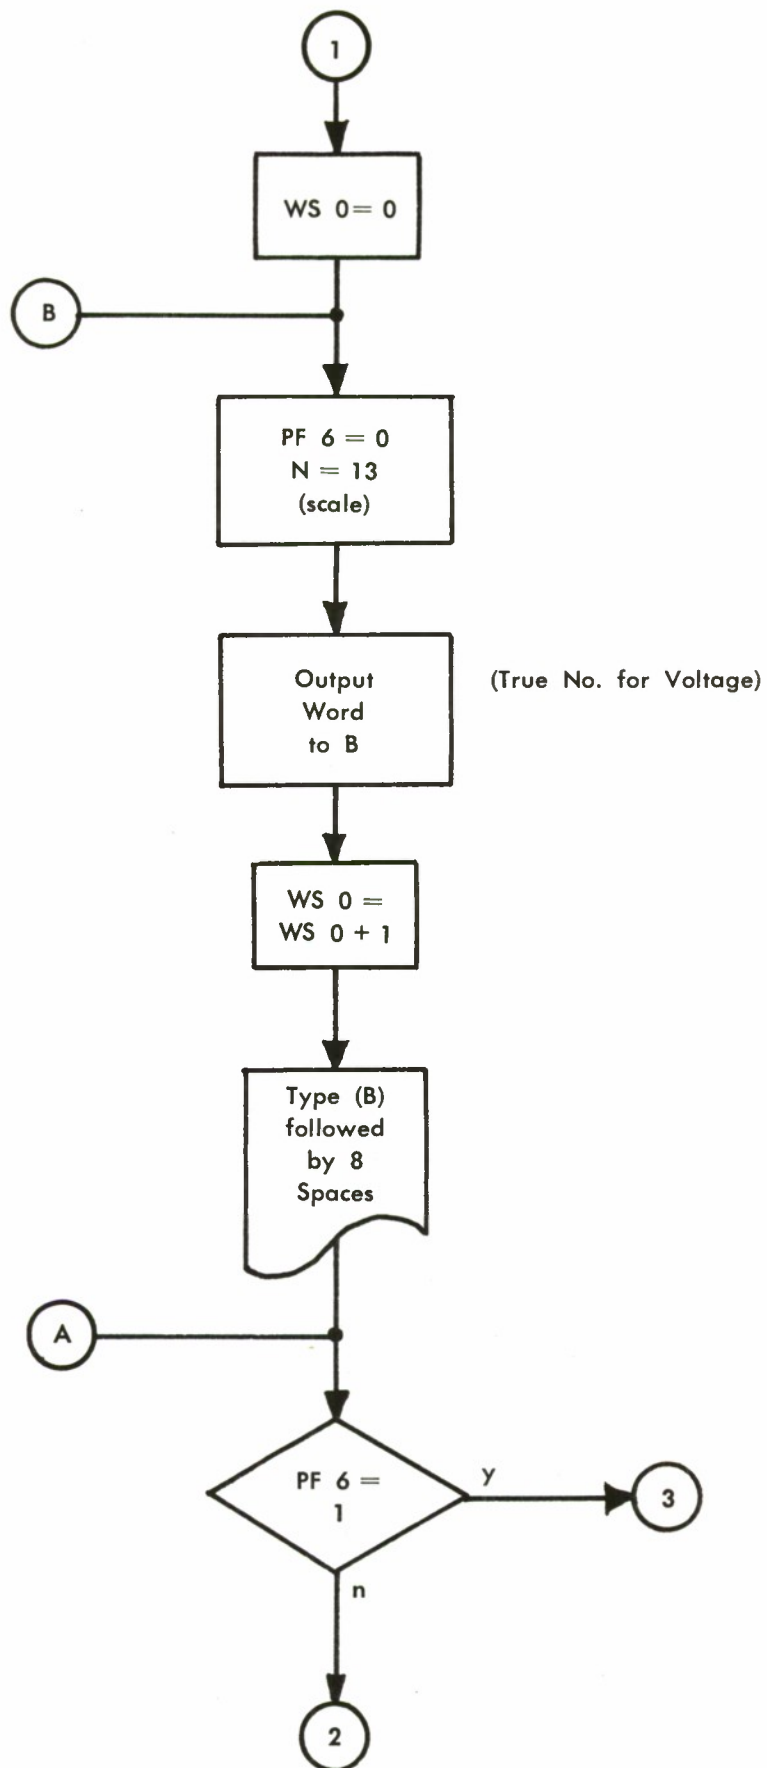 1
WS 0 = 0
B
PF 6 = 0
N = 13
(scale)
Output
Word
to B
(True No. for Voltage)
WS 0 =
WS 0 + 1
Type (B)
followed
by 8
Spaces
A
PF 6 =
1
y
3
n
2